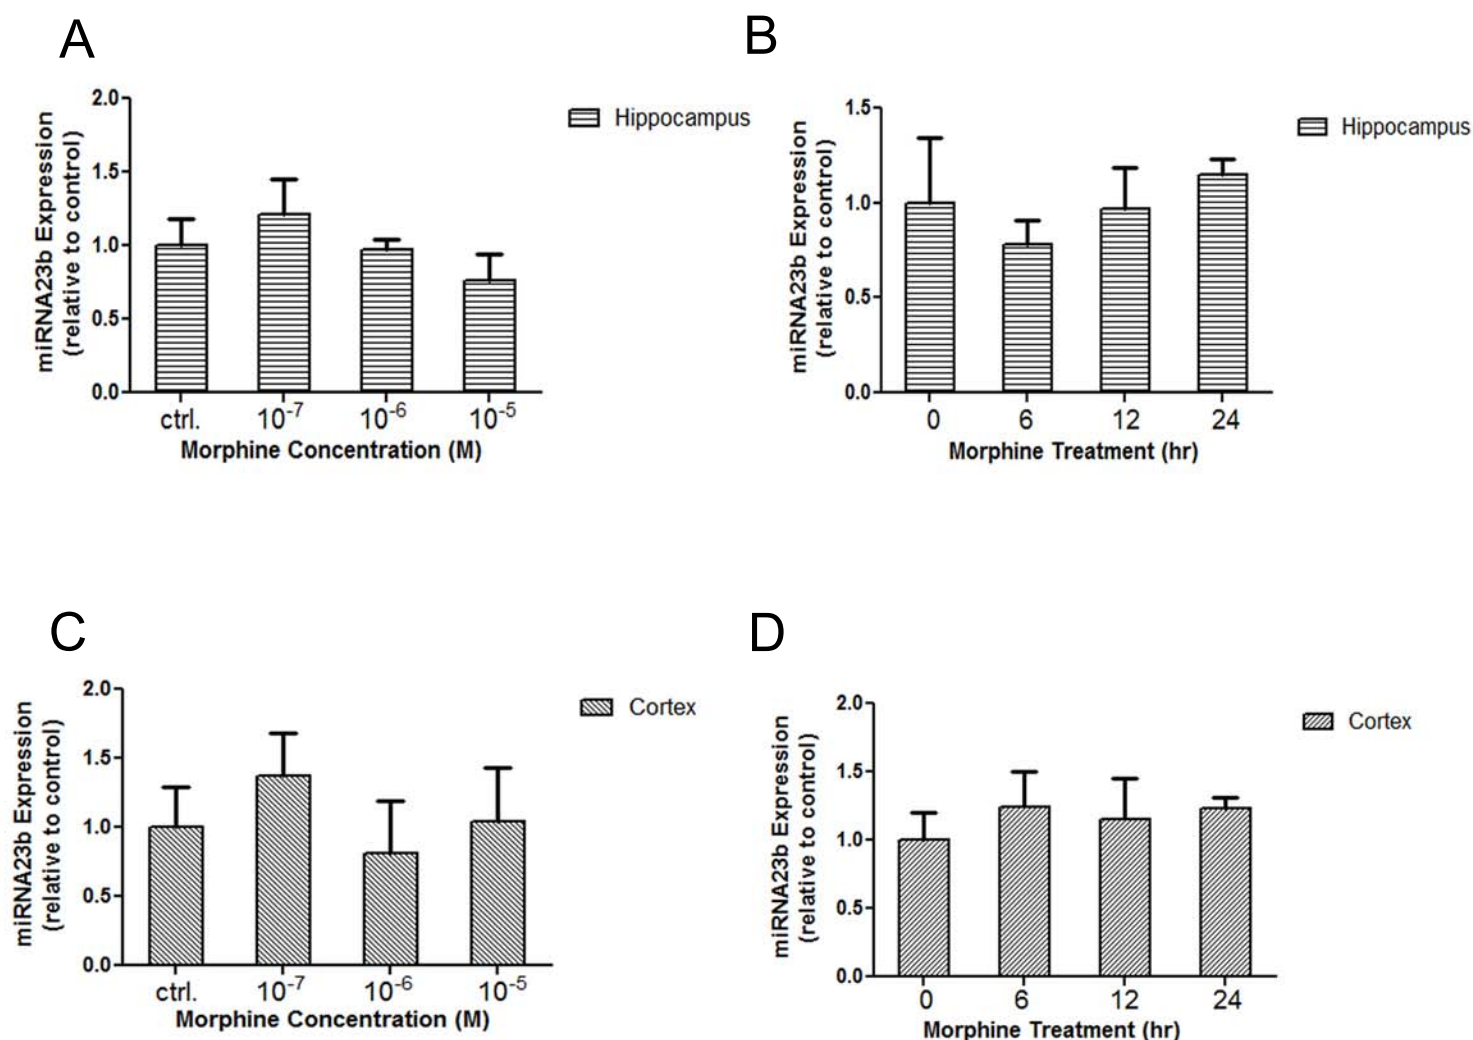 A
miRNA23b Expression
(relative to control)
2.0
1.5
1.0
0.5
0.0
ctrl. 10-7 10-6 10-5
Morphine Concentration (M)
Hippocampus
B
miRNA23b Expression
(relative to control)
1.5
1.0
0.5
0.0
0 6 12 24
Morphine Treatment (hr)
Hippocampus
C
miRNA23b Expression
(relative to control)
2.0
1.5
1.0
0.5
0.0
ctrl. 10-7 10-6 10-5
Morphine Concentration (M)
Cortex
D
miRNA23b Expression
(relative to control)
2.0
1.5
1.0
0.5
0.0
0 6 12 24
Morphine Treatment (hr)
Cortex